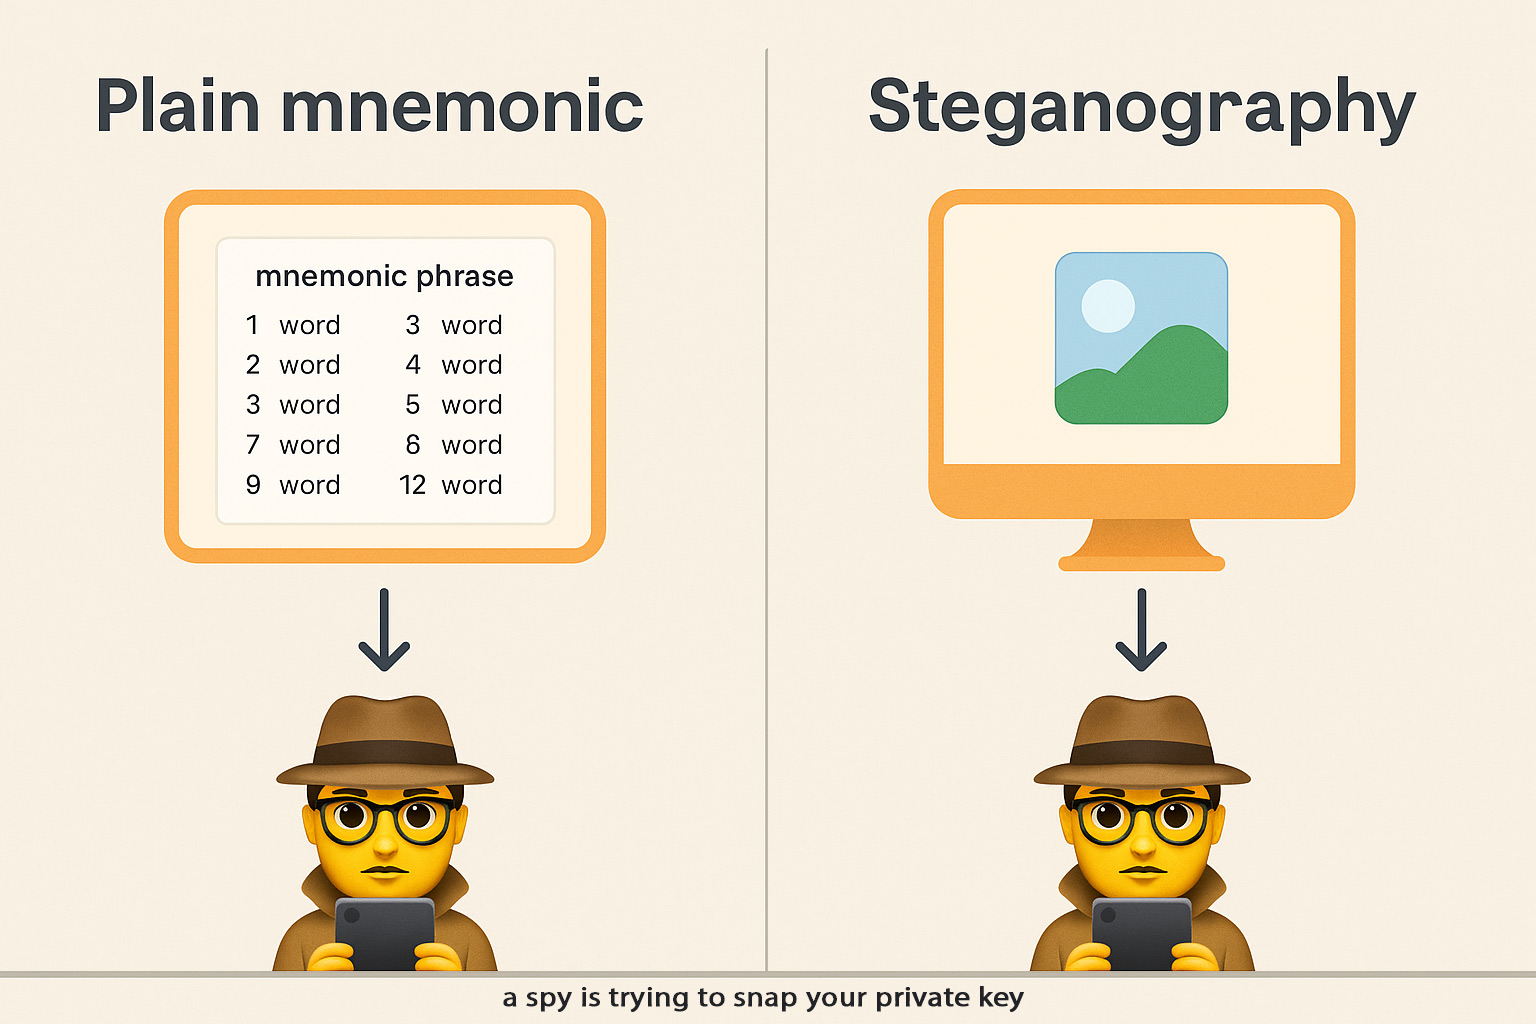 Plain mnemonic
mnemonic phrase
1 word 3 word
2 word 4 word
3 word 5 word
7 word 6 word
9 word 12 word
Steganography
a spy is trying to snap your private key